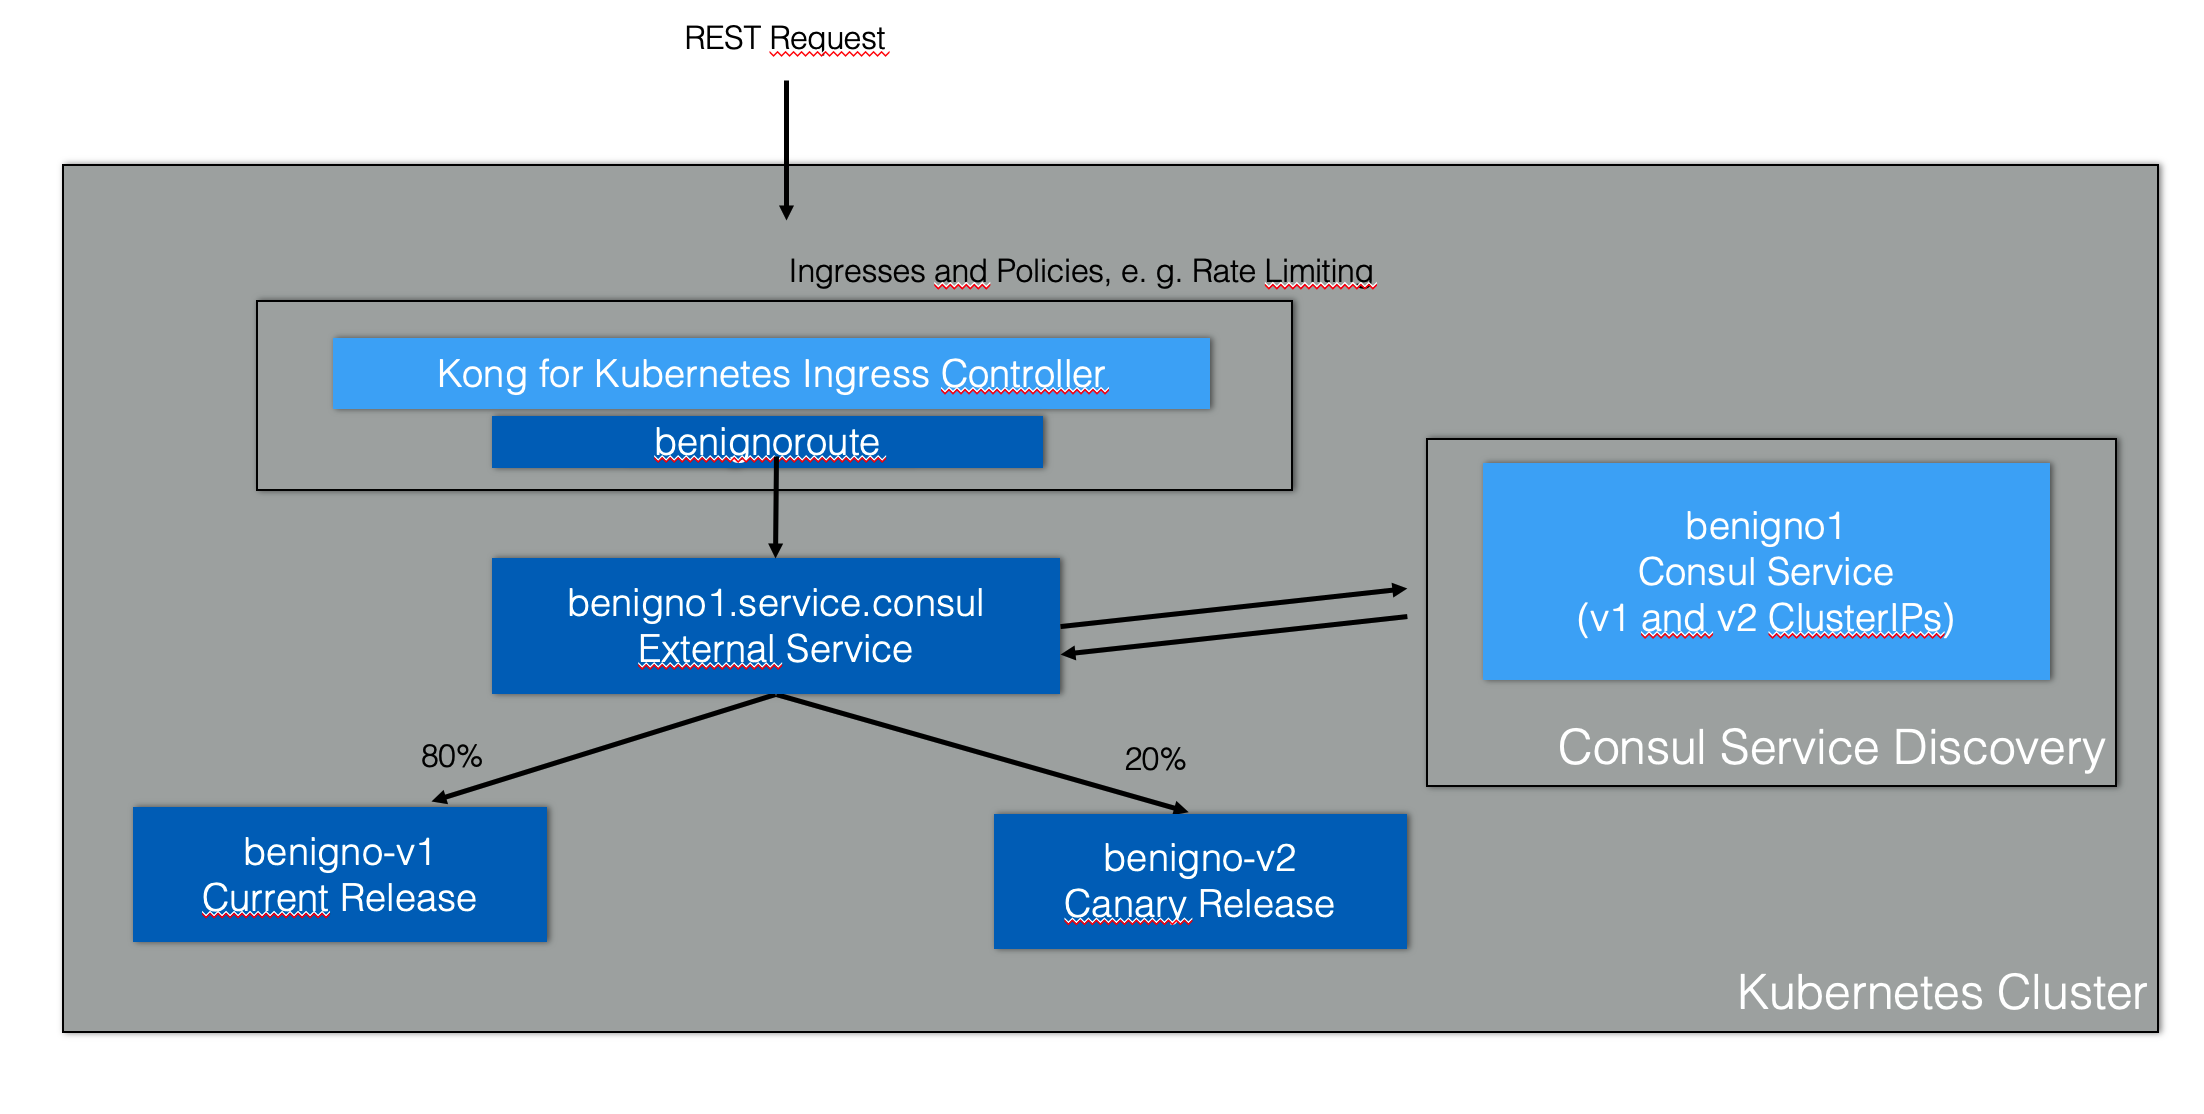 REST Request
Ingresses and Policies, e. g. Rate Limiting
Kong for Kubernetes Ingress Controller
benignoroute
benigno1.service.consul
External Service
benigno1
Consul Service
(v1 and v2 ClusterIPs)
Consul Service Discovery
80%
20%
benigno-v1
Current Release
benigno-v2
Canary Release
Kubernetes Cluster